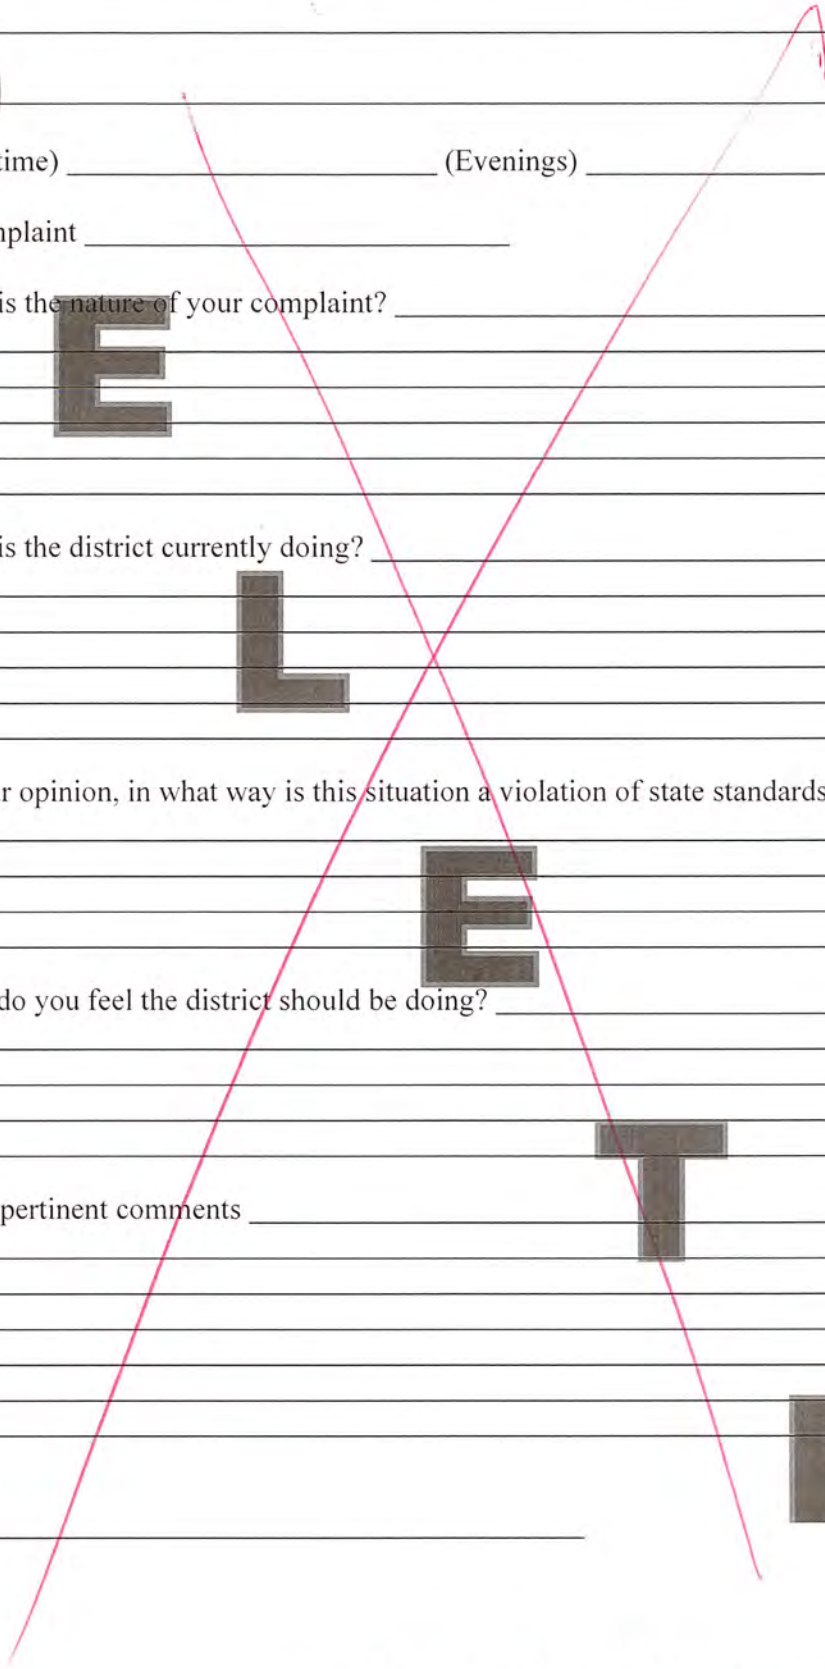 time) (Evenings)
nplaint
is the nature of your complaint?
E
is the district currently doing?
L
r opinion, in what way is this situation a violation of state standards
E
do you feel the district should be doing?
T
pertinent comments